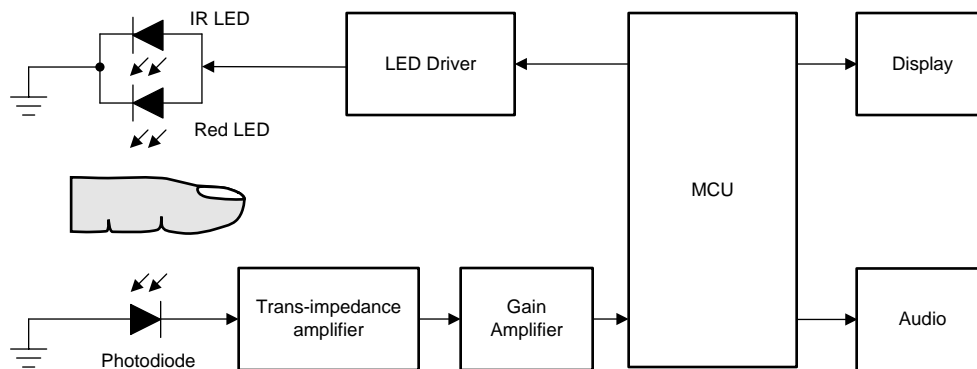 IR LED
LED Driver
Display
Red LED
MCU
Trans-impedance
amplifier
Gain
Amplifier
Audio
Photodiode